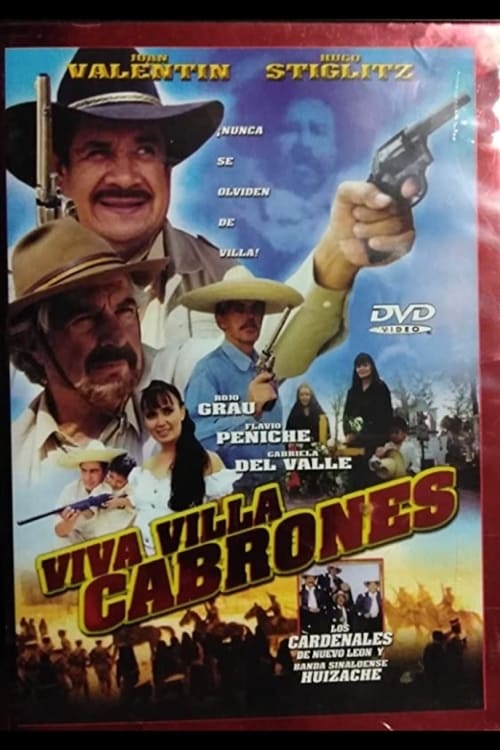 JUAN
VALENTIN
HUGO
STIGLITZ
¡NUNCA
SE
OLVIDEN
DE
VILLA!
DVD
VIDEO
ROJO
GRAU
FLAVIO
PENICHE
GABRIELA
DEL VALLE
VIVA VILLA
CABRONES
LOS
CARDENALES
DE NUEVO LEON Y
BANDA SINALOENSE
HUIZACHE